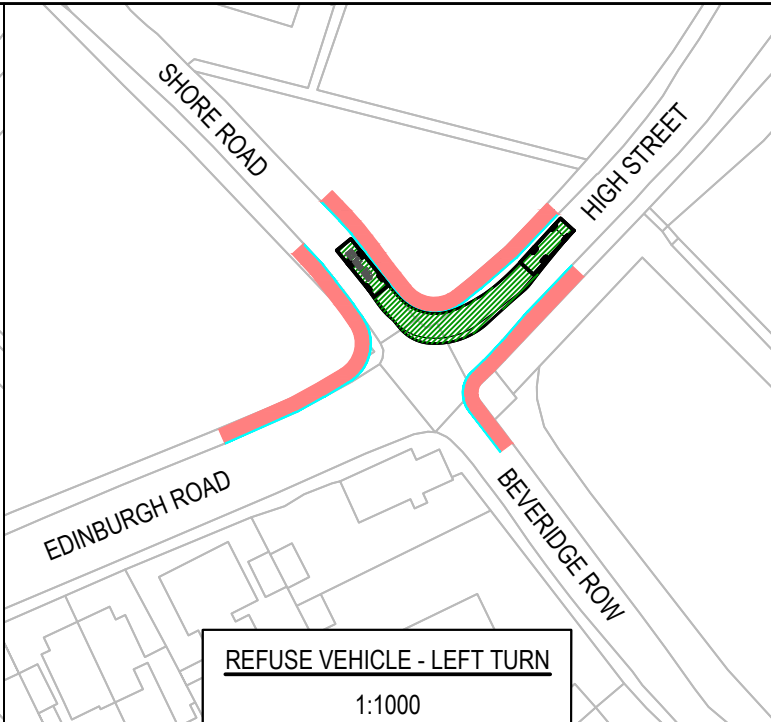 SHORE ROAD
HIGH STREET
EDINBURGH ROAD
BEVERIDGE ROW
REFUSE VEHICLE - LEFT TURN
1:1000